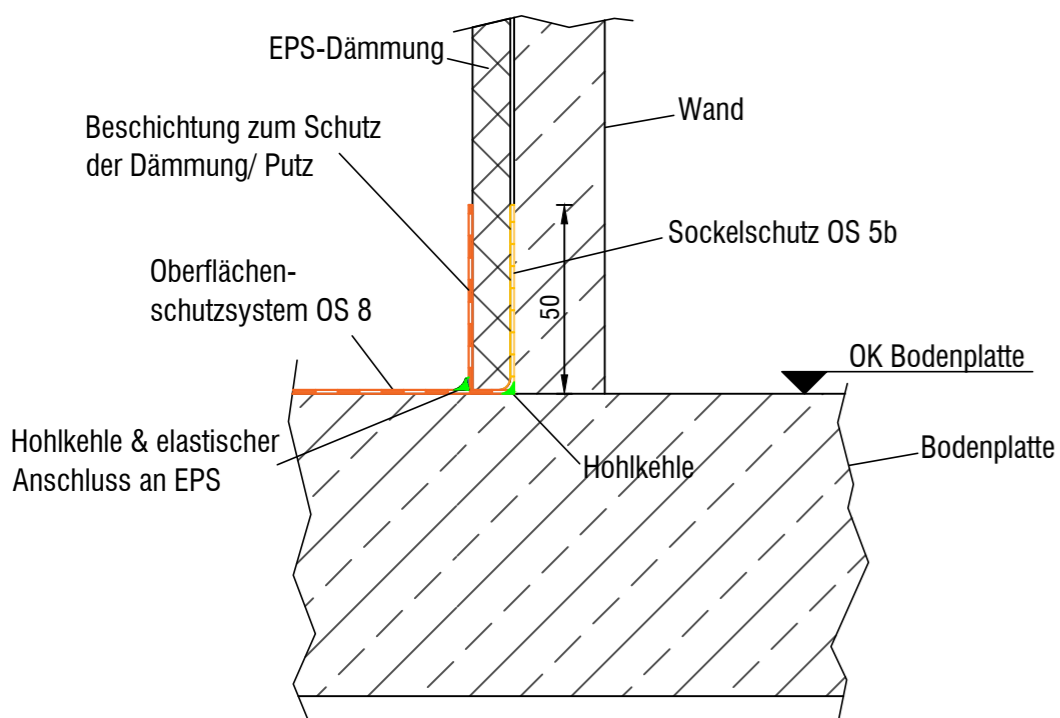 EPS-Dämmung
Wand
Beschichtung zum Schutz
der Dämmung/ Putz
Sockelschutz OS 5b
Oberflächen-
schutzsystem OS 8
50
OK Bodenplatte
Hohlkehle & elastischer
Anschluss an EPS
Hohlkehle
Bodenplatte